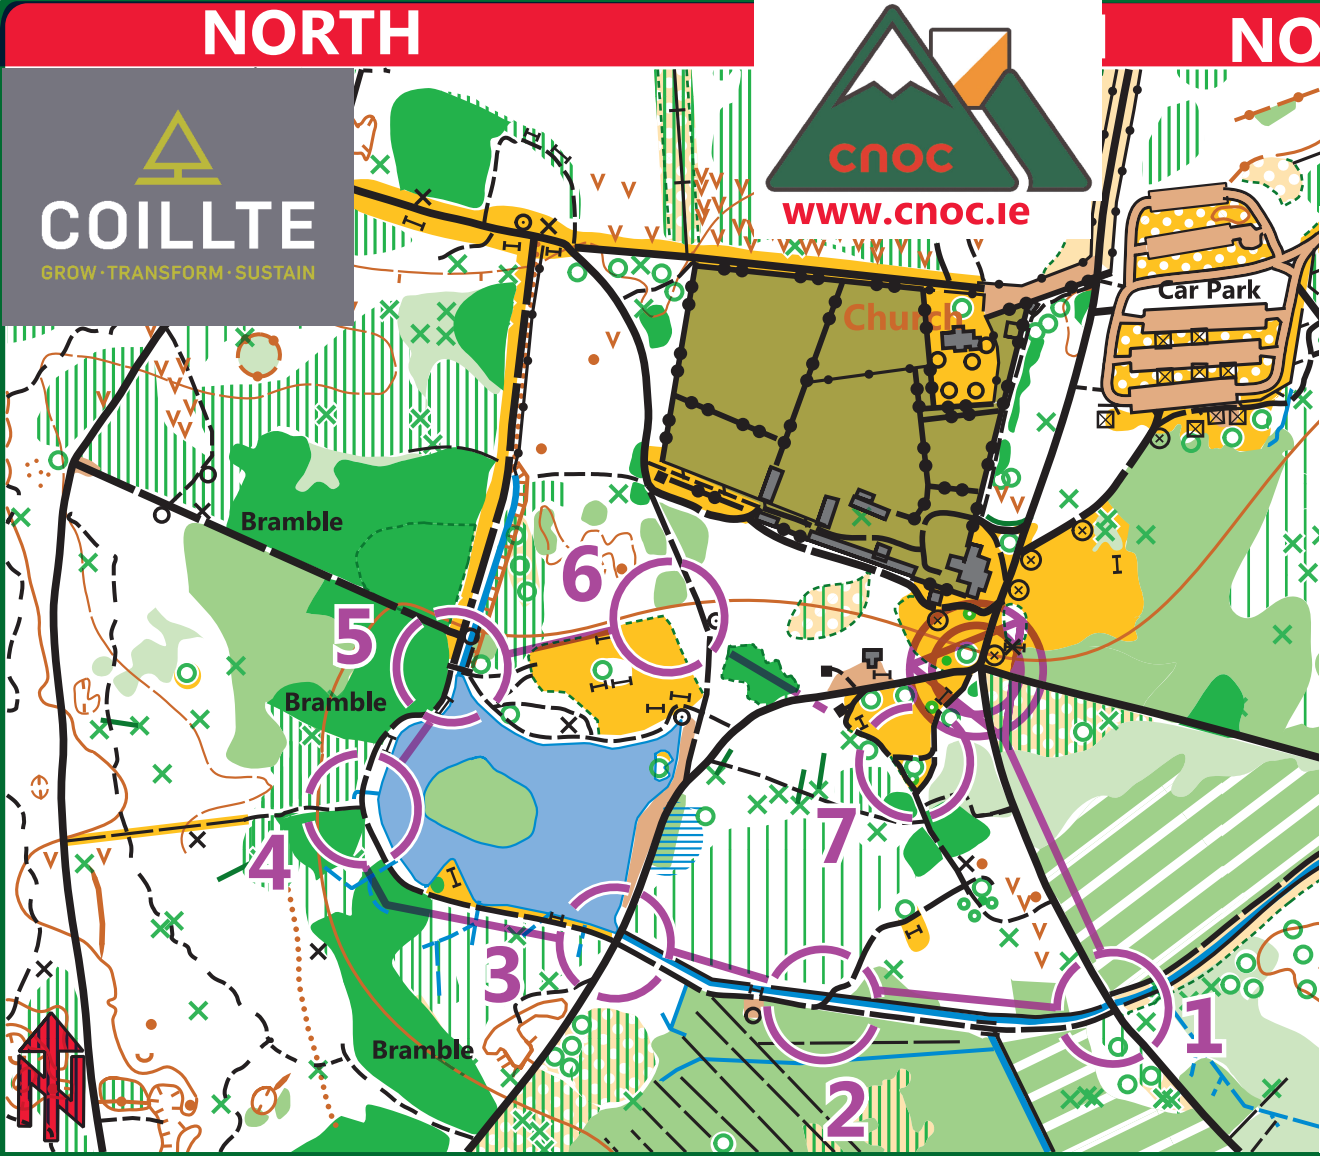 NORTH
NO
COILLTE
GROW·TRANSFORM·SUSTAIN
cnoc
www.cnoc.ie
Car Park
Church
Bramble
6
5
Bramble
7
4
3
1
Bramble
2